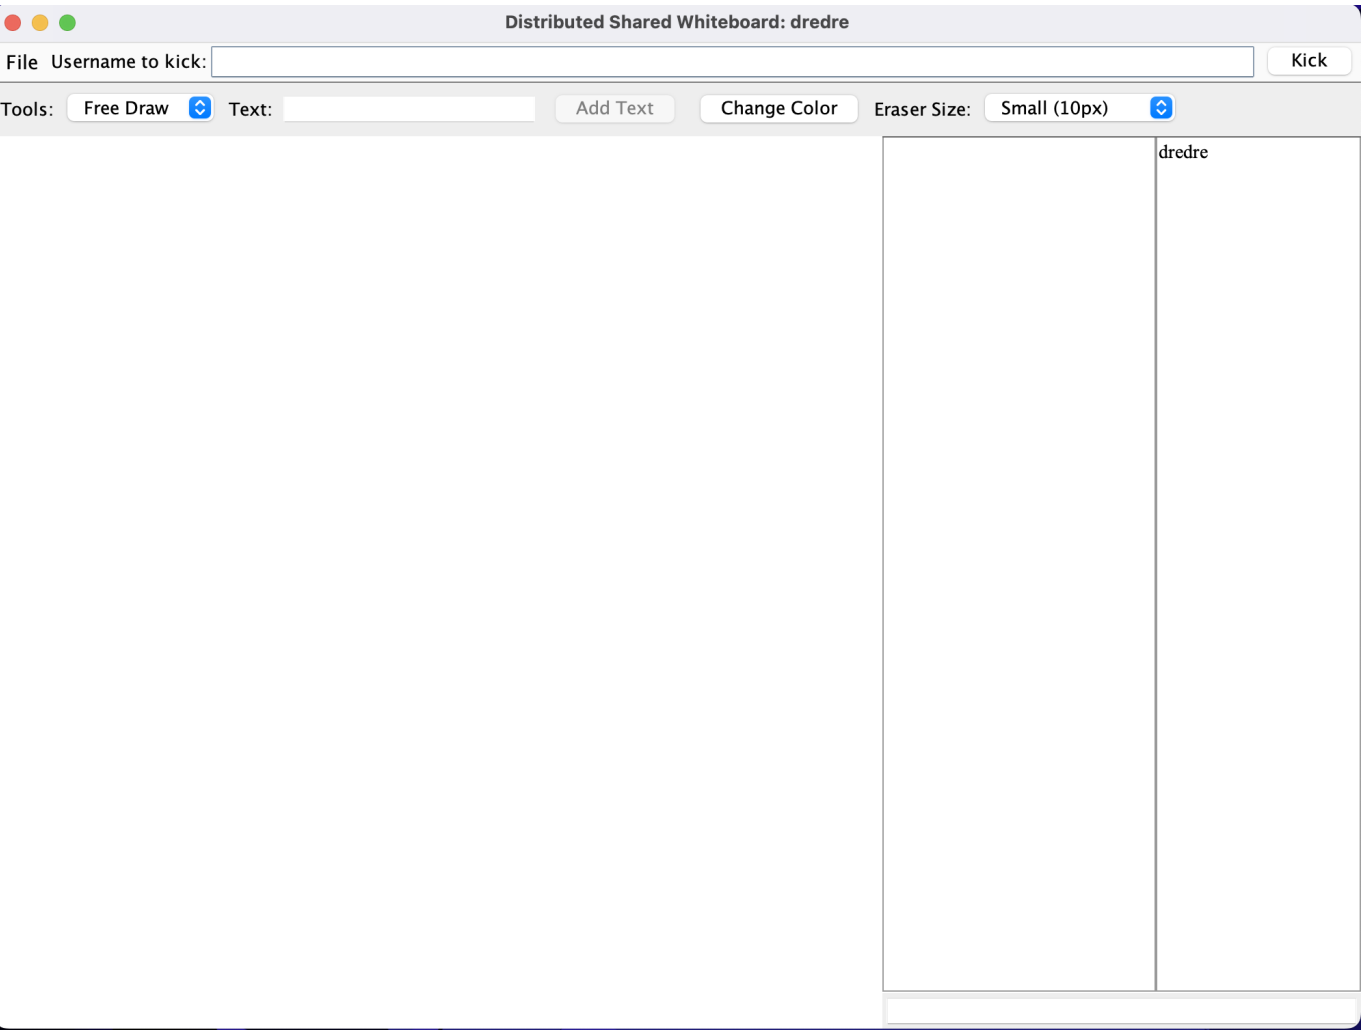 Distributed Shared Whiteboard: dredre
File Username to kick: Kick
Tools: Free Draw Text: Add Text Change Color Eraser Size: Small (10px)
dredre